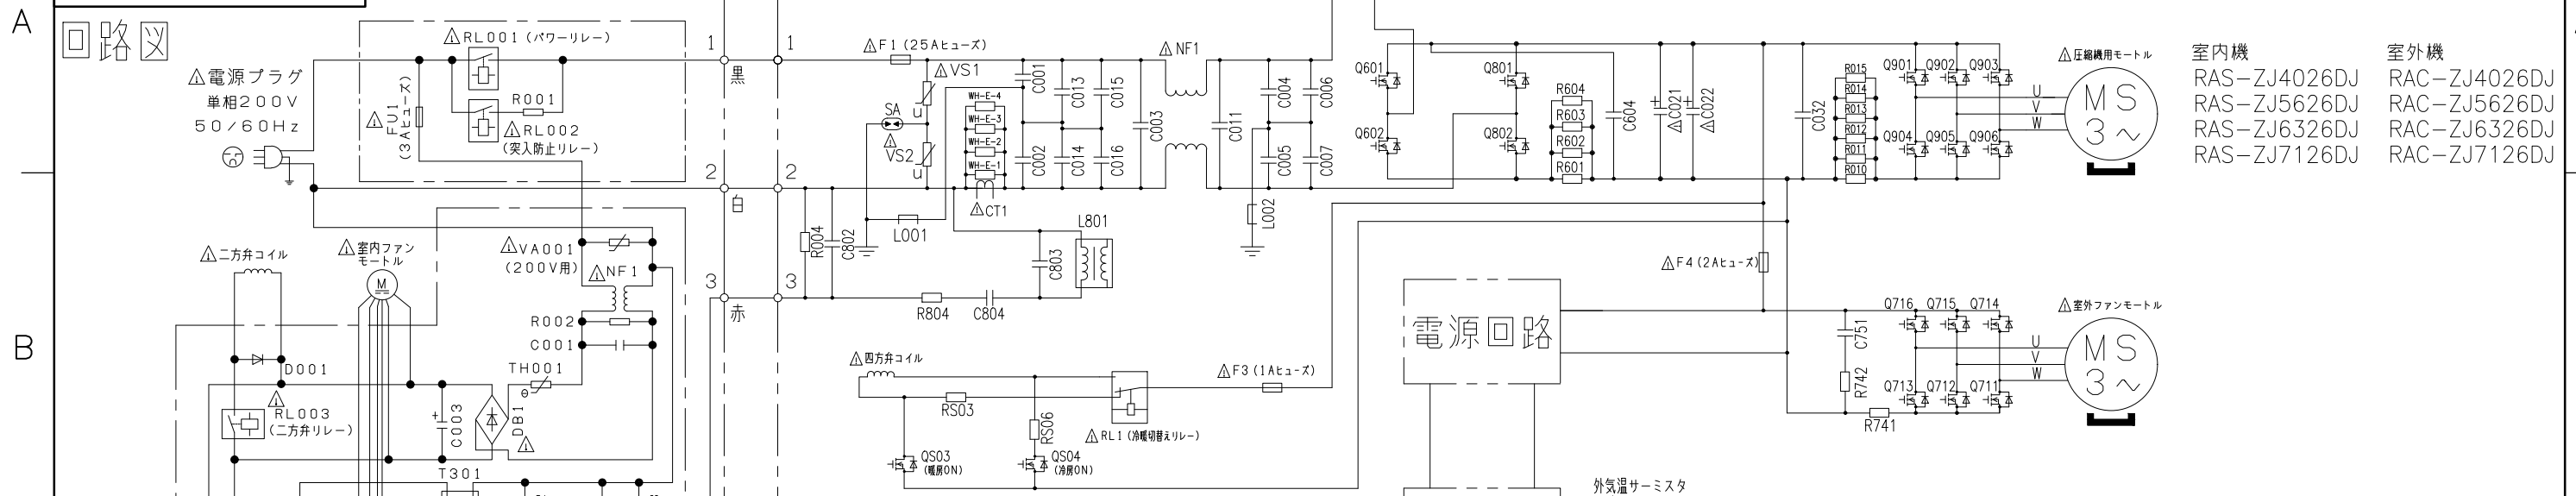 A
回路図
⚠RL001(パワーリレー)
⚠電源プラグ
単相200V
50/60Hz
⚠FU1
(3Aヒューズ)
R001
⚠RL002
(突入防止リレー)
1
1
黒
2
2
白
3
3
赤
⚠F1(25Aヒューズ)
⚠VS1
u
SA
⚠
VS2
u
WH-E-4
WH-E-3
WH-E-2
WH-E-1
⚠CT1
C001
C002
C013
C014
C015
C016
C003
⚠NF1
C011
C004
C005
C006
C007
L001
L002
R004
C802
C803
L801
R804
C804
Q601
Q602
Q801
Q802
R604
R603
R602
R601
C604
+
⚠C021
+
⚠C022
C032
R015
R014
R013
R012
R011
R010
Q901
Q902
Q903
Q904
Q905
Q906
U
V
W
⚠圧縮機用モートル
MS
3~
室内機
室外機
RAS-ZJ4026DJ
RAC-ZJ4026DJ
RAS-ZJ5626DJ
RAC-ZJ5626DJ
RAS-ZJ6326DJ
RAC-ZJ6326DJ
RAS-ZJ7126DJ
RAC-ZJ7126DJ
B
⚠二方弁コイル
⚠室内ファン
モートル
M
⚠VA001
(200V用)
⚠NF1
R002
C001
TH001
θ
D001
⚠
RL003
(二方弁リレー)
+
C003
DB1
⚠
T301
⚠四方弁コイル
RS03
RS06
QS03
(暖房ON)
QS04
(冷房ON)
⚠RL1(冷暖切替えリレー)
⚠F3(1Aヒューズ)
⚠F4(2Aヒューズ)
電源回路
C751
R742
R741
Q716
Q715
Q714
Q713
Q712
Q711
U
V
W
⚠室外ファンモートル
MS
3~
外気温サーミスタ